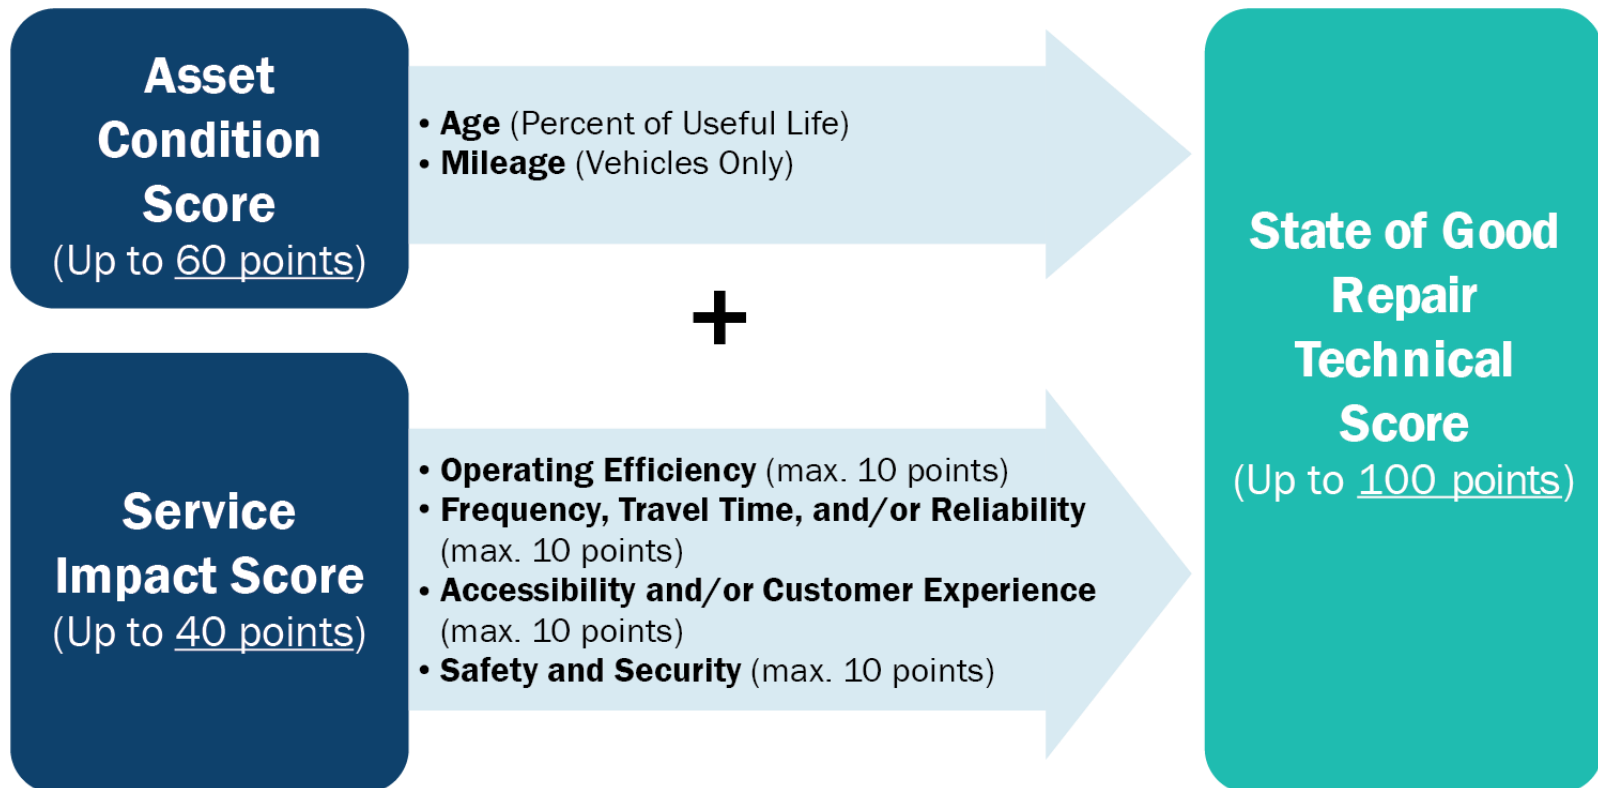 Asset
Condition
Score
(Up to 60 points)
• Age (Percent of Useful Life)
• Mileage (Vehicles Only)
+
Service
Impact Score
(Up to 40 points)
• Operating Efficiency (max. 10 points)
• Frequency, Travel Time, and/or Reliability
(max. 10 points)
• Accessibility and/or Customer Experience
(max. 10 points)
• Safety and Security (max. 10 points)
State of Good
Repair
Technical
Score
(Up to 100 points)